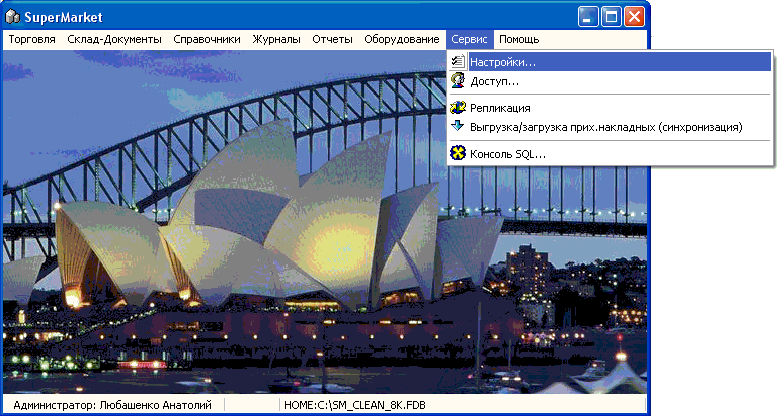 SuperMarket
Торговля Склад-Документы Справочники Журналы Отчеты Оборудование Сервис Помощь
Настройки...
Доступ...
Репликация
Выгрузка/загрузка прих.накладных (синхронизация)
Консоль SQL...
Администратор: Любашенко Анатолий HOME:C:\SM_CLEAN_8K.FDB